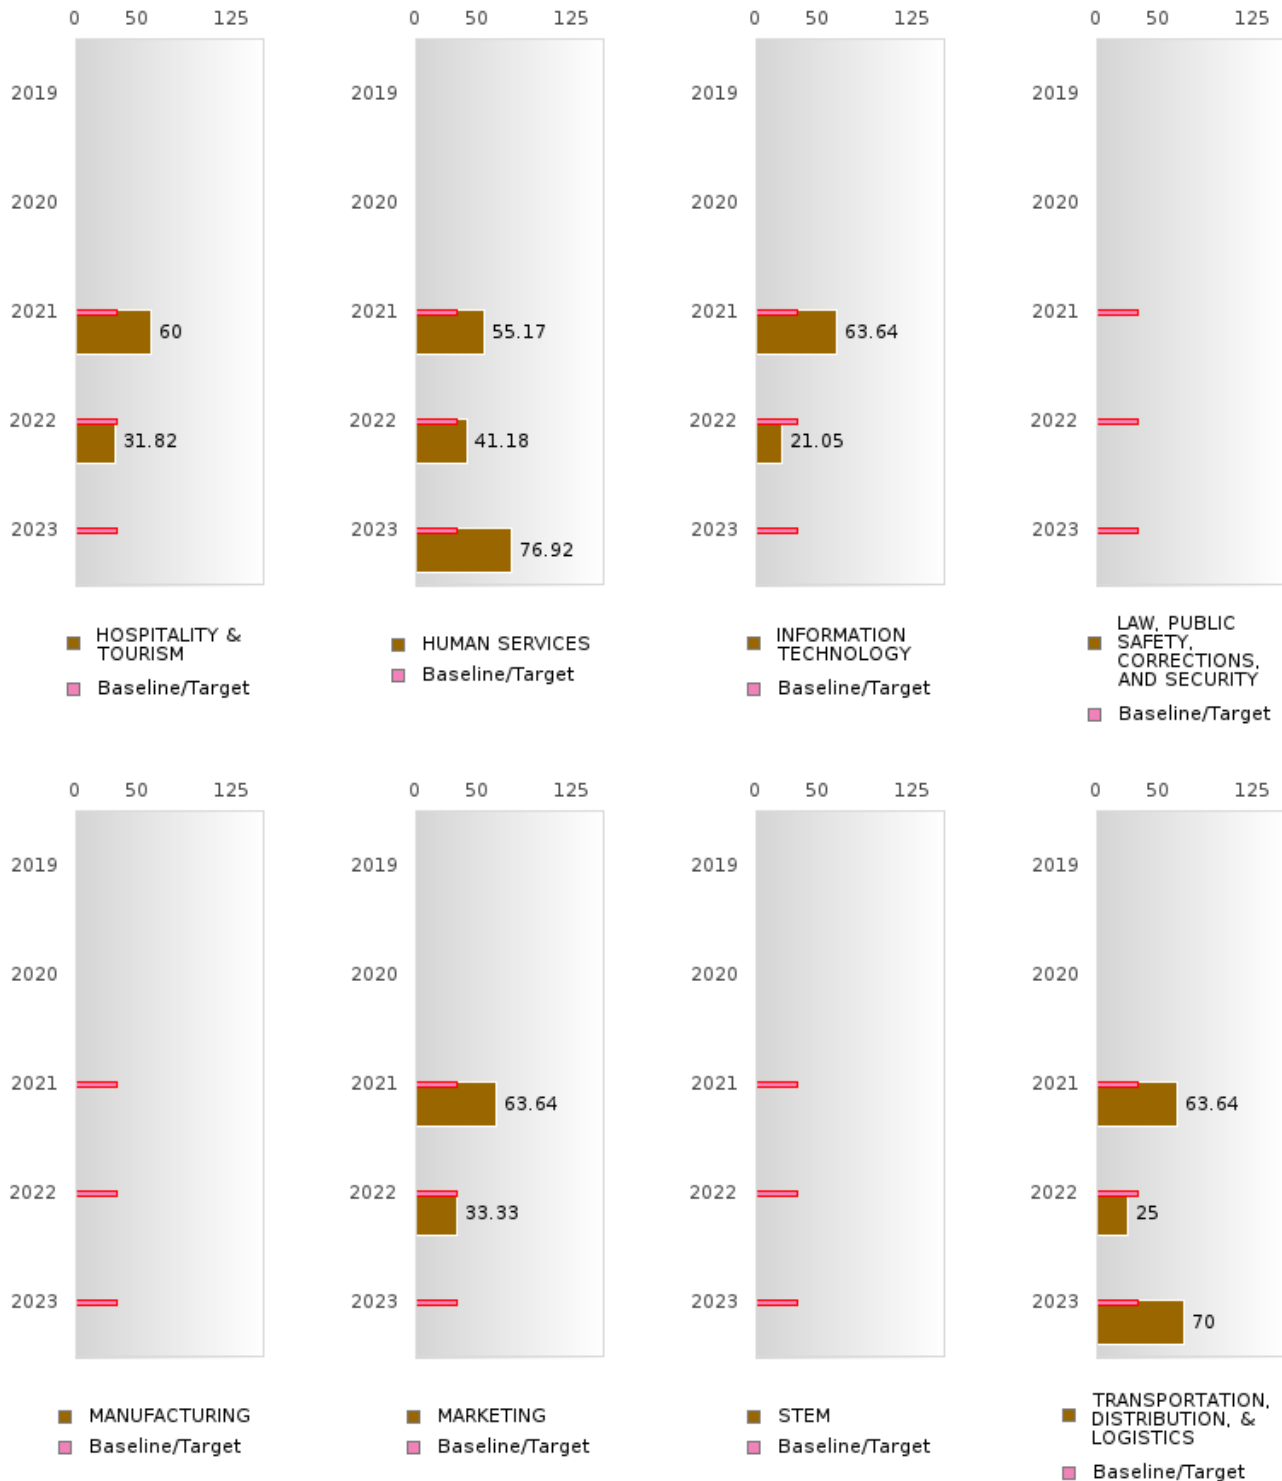 0 50 125
2019
2020
2021
60
2022
31.82
2023
HOSPITALITY &
TOURISM
Baseline/Target
0 50 125
2019
2020
2021
55.17
2022
41.18
2023
76.92
HUMAN SERVICES
Baseline/Target
0 50 125
2019
2020
2021
63.64
2022
21.05
2023
INFORMATION
TECHNOLOGY
Baseline/Target
0 50 125
2019
2020
2021
2022
2023
LAW, PUBLIC
SAFETY,
CORRECTIONS,
AND SECURITY
Baseline/Target
0 50 125
2019
2020
2021
2022
2023
MANUFACTURING
Baseline/Target
0 50 125
2019
2020
2021
63.64
2022
33.33
2023
MARKETING
Baseline/Target
0 50 125
2019
2020
2021
2022
2023
STEM
Baseline/Target
0 50 125
2019
2020
2021
63.64
2022
25
2023
70
TRANSPORTATION,
DISTRIBUTION, &
LOGISTICS
Baseline/Target